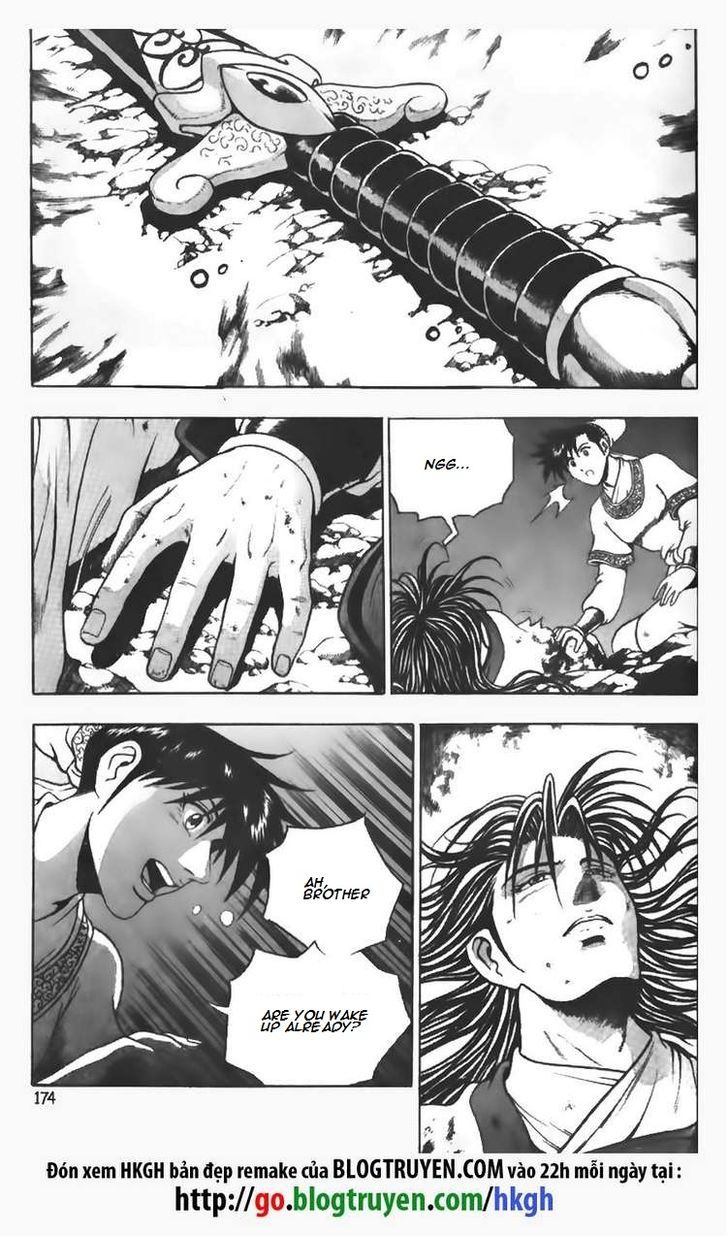 NGG...
AH,
BROTHER
ARE YOU WAKE
UP ALREADY?
174
Đón xem HKGH bản đẹp remake của BLOGTRUYEN.COM vào 22h mỗi ngày tại :
http://go.blogtruyen.com/hkgh